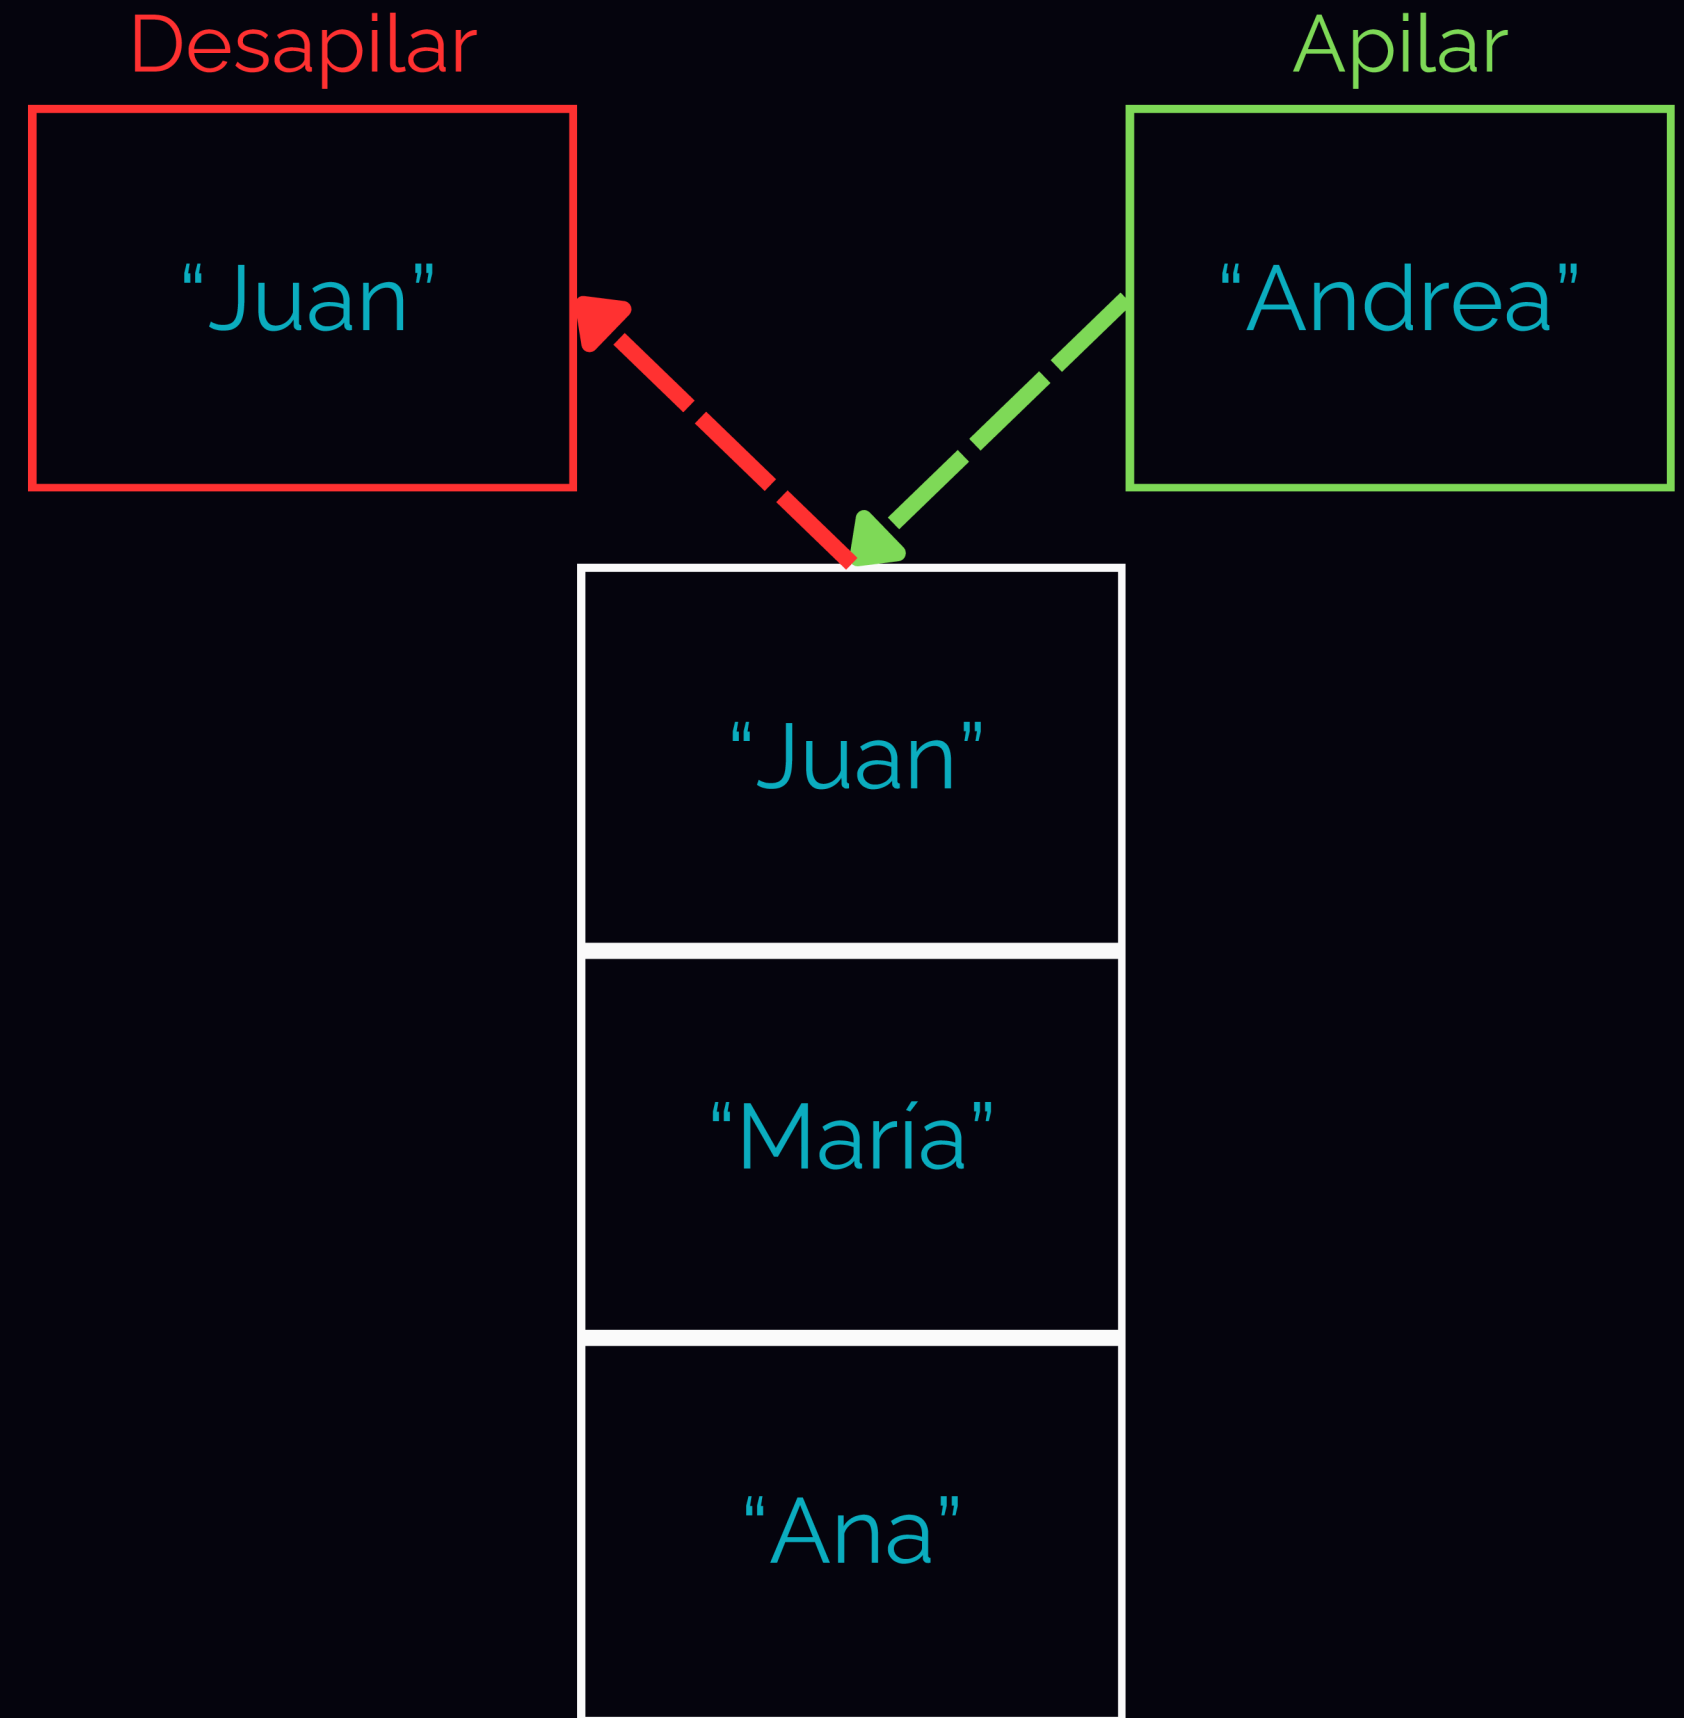 Desapilar
Apilar
“Juan”
“Andrea”
“Juan”
“María”
“Ana”